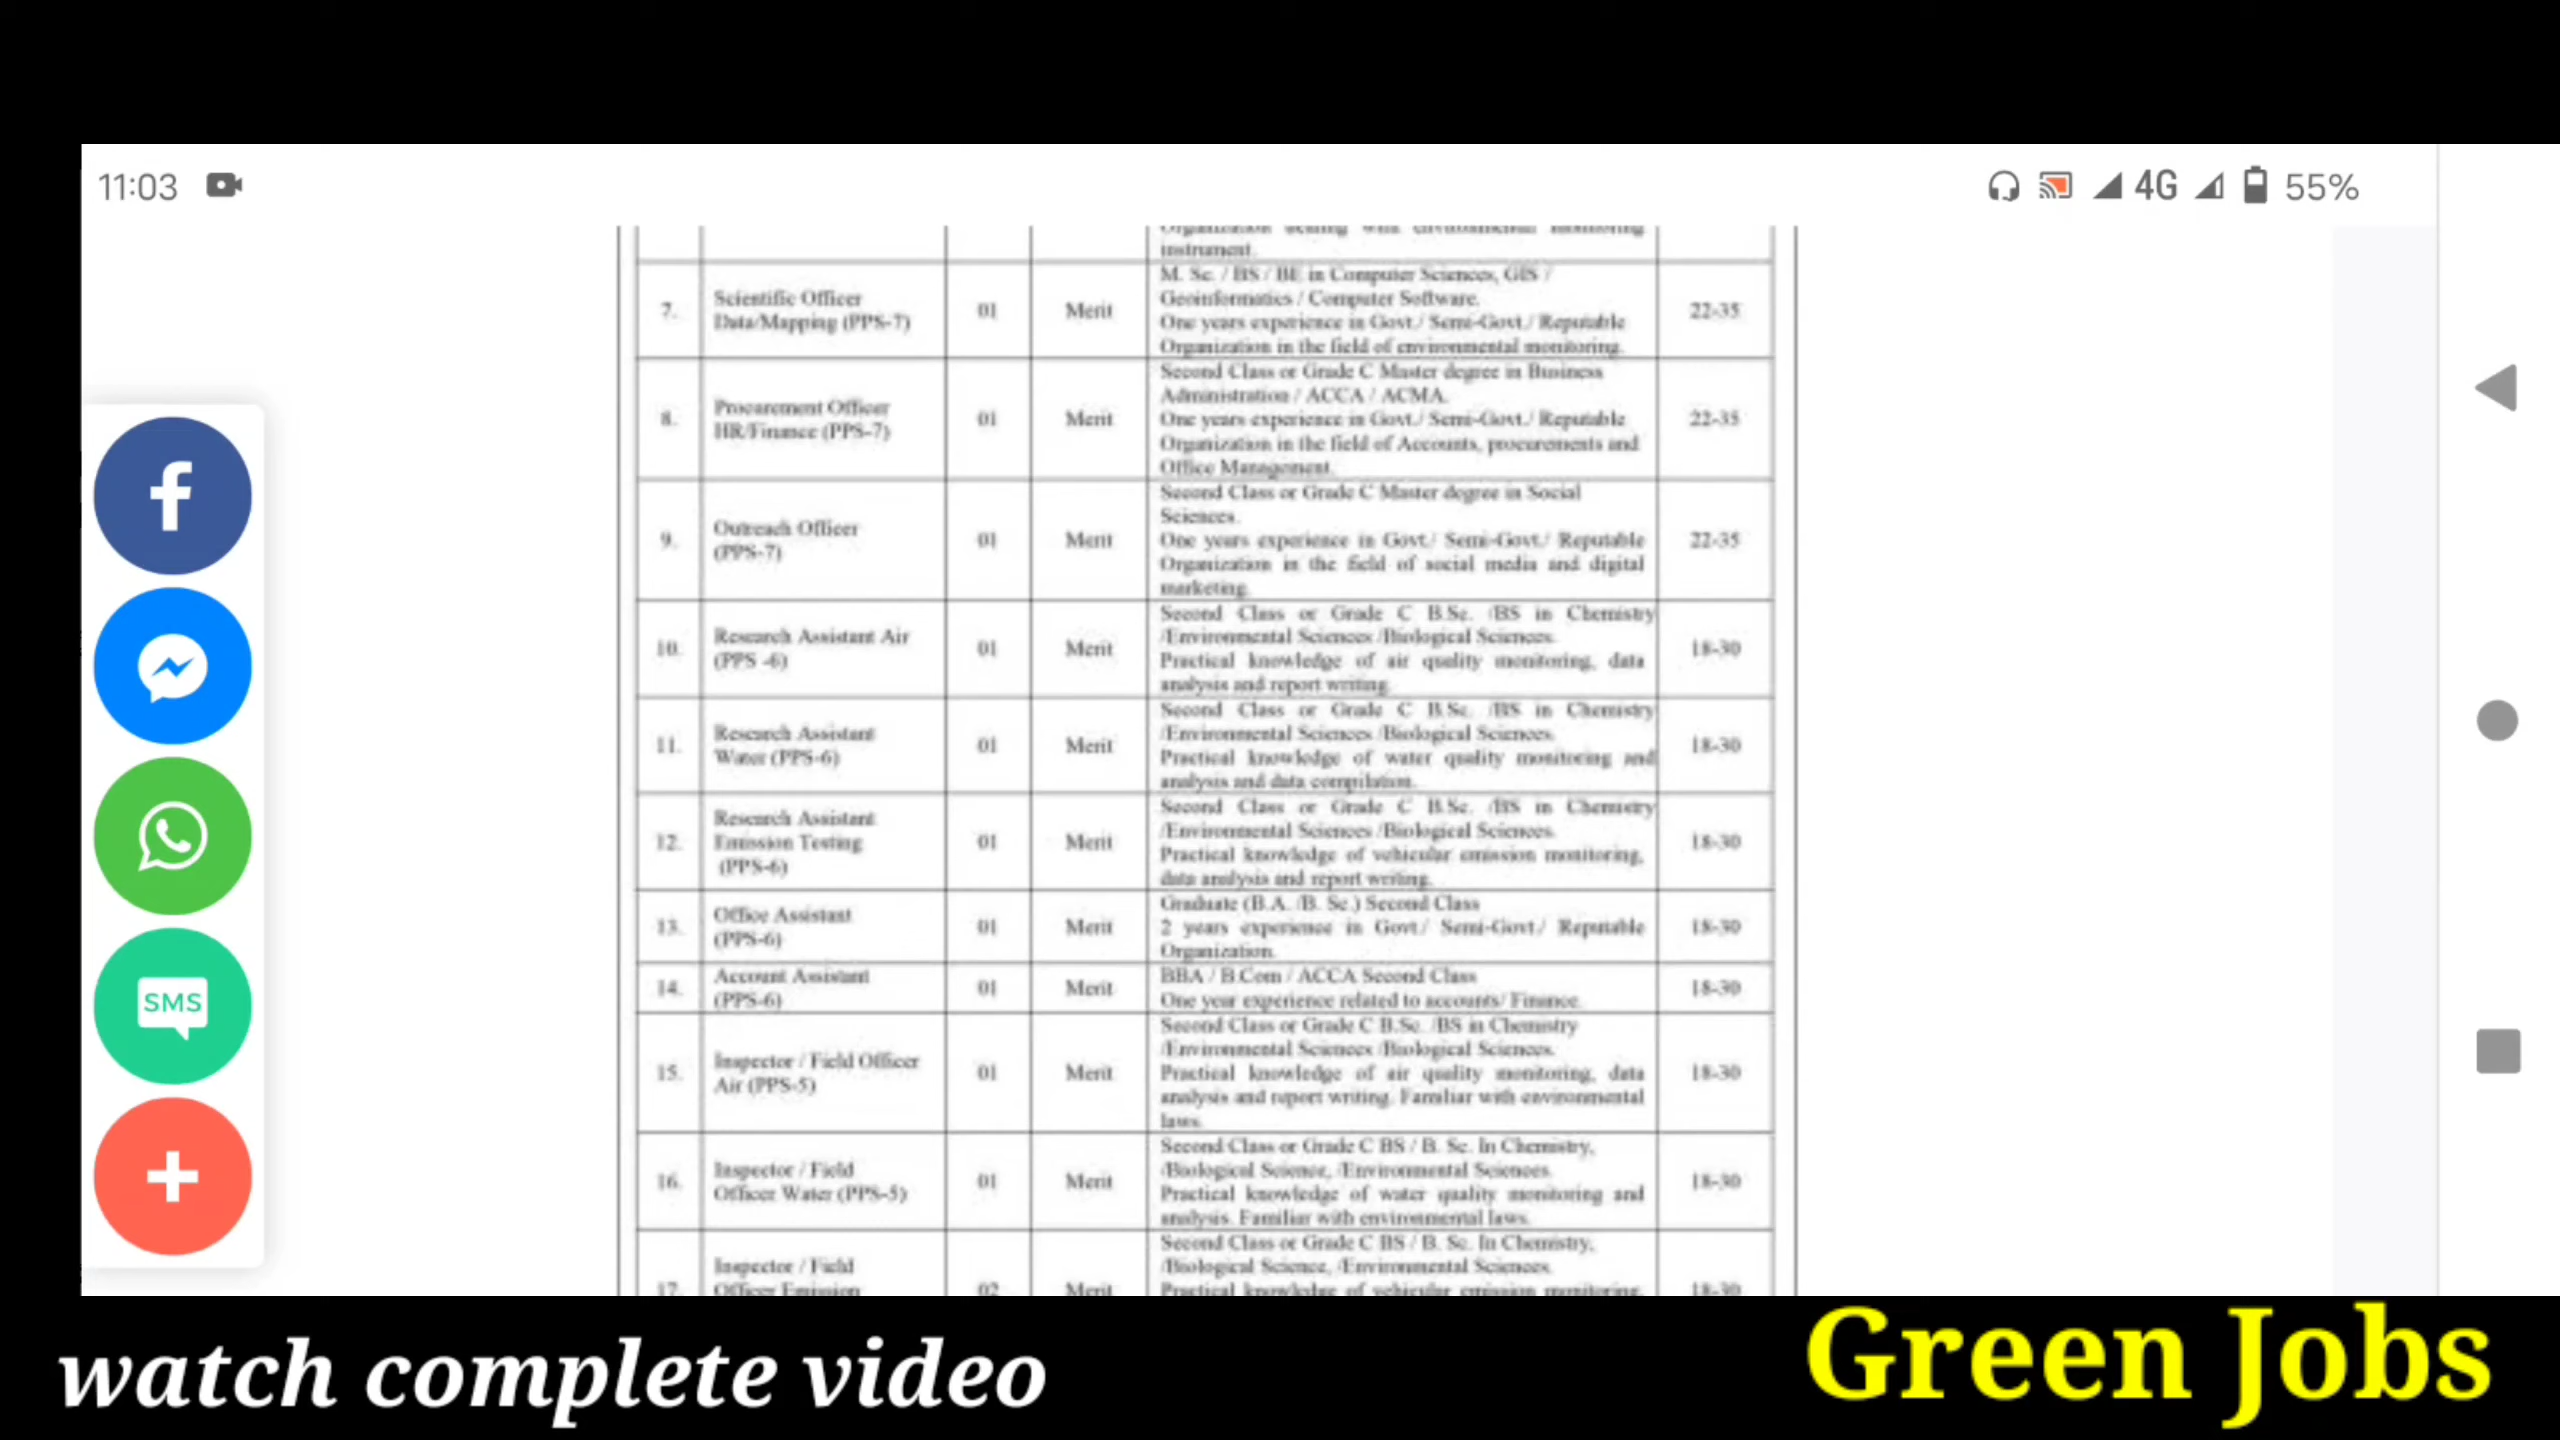 11:03
4G
55%
Organization dealing with environmental monitoring
instrument.
7.
Scientific Officer
Data/Mapping (PPS-7)
01
Merit
M. Sc. / BS / BE in Computer Sciences, GIS /
Geoinformatics / Computer Software.
One years experience in Govt./ Semi-Govt./ Reputable
Organization in the field of environmental monitoring.
22-35
8.
Procurement Officer
HR/Finance (PPS-7)
01
Merit
Second Class or Grade C Master degree in Business
Administration / ACCA / ACMA.
One years experience in Govt./ Semi-Govt./ Reputable
Organization in the field of Accounts, procurements and
Office Management.
22-35
9.
Outreach Officer
(PPS-7)
01
Merit
Second Class or Grade C Master degree in Social
Sciences.
One years experience in Govt./ Semi-Govt./ Reputable
Organization in the field of social media and digital
marketing.
22-35
10.
Research Assistant Air
(PPS -6)
01
Merit
Second Class or Grade C B.Sc. /BS in Chemistry
/Environmental Sciences /Biological Sciences.
Practical knowledge of air quality monitoring, data
analysis and report writing.
18-30
11.
Research Assistant
Water (PPS-6)
01
Merit
Second Class or Grade C B.Sc. /BS in Chemistry
/Environmental Sciences /Biological Sciences.
Practical knowledge of water quality monitoring and
analysis and data compilation.
18-30
12.
Research Assistant
Emission Testing
(PPS-6)
01
Merit
Second Class or Grade C B.Sc. /BS in Chemistry
/Environmental Sciences /Biological Sciences.
Practical knowledge of vehicular emission monitoring,
data analysis and report writing.
18-30
13.
Office Assistant
(PPS-6)
01
Merit
Graduate (B.A. /B. Sc.) Second Class
2 years experience in Govt./ Semi-Govt./ Reputable
Organization.
18-30
14.
Account Assistant
(PPS-6)
01
Merit
BBA / B.Com / ACCA Second Class
One year experience related to accounts/ Finance.
18-30
15.
Inspector / Field Officer
Air (PPS-5)
01
Merit
Second Class or Grade C B.Sc. /BS in Chemistry
/Environmental Sciences /Biological Sciences.
Practical knowledge of air quality monitoring, data
analysis and report writing. Familiar with environmental
laws.
18-30
16.
Inspector / Field
Officer Water (PPS-5)
01
Merit
Second Class or Grade C BS / B. Sc. In Chemistry,
/Biological Science, /Environmental Sciences.
Practical knowledge of water quality monitoring and
analysis. Familiar with environmental laws.
18-30
17.
Inspector / Field
Officer Emission
02
Merit
Second Class or Grade C BS / B. Sc. In Chemistry,
/Biological Science, /Environmental Sciences.
Practical knowledge of vehicular emission monitoring,
18-30
SMS
watch complete video
Green Jobs